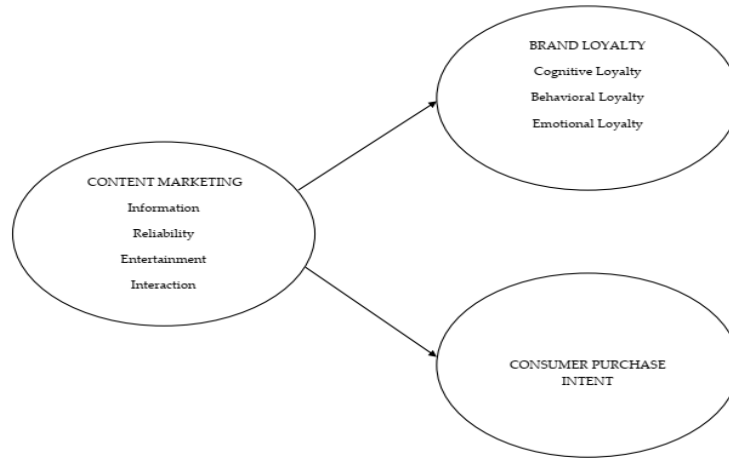 BRAND LOYALTY
Cognitive Loyalty
Behavioral Loyalty
Emotional Loyalty
CONTENT MARKETING
Information
Reliability
Entertainment
Interaction
CONSUMER PURCHASE
INTENT